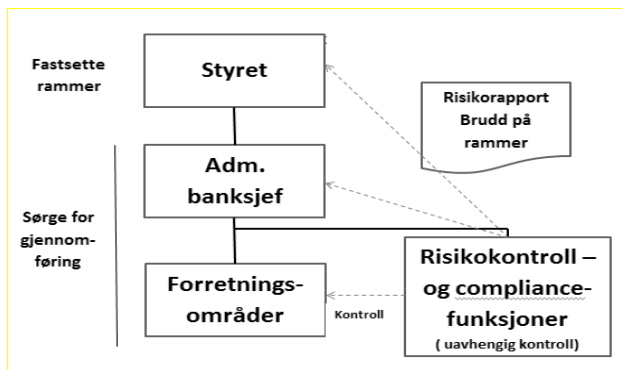 Fastsette
rammer
Styret
Risikorapport
Brudd på
rammer
Adm.
banksjef
Sørge for
gjennom-
føring
Forretnings-
områder
Kontroll
Risikokontroll –
og compliance-
funksjoner
( uavhengig kontroll)